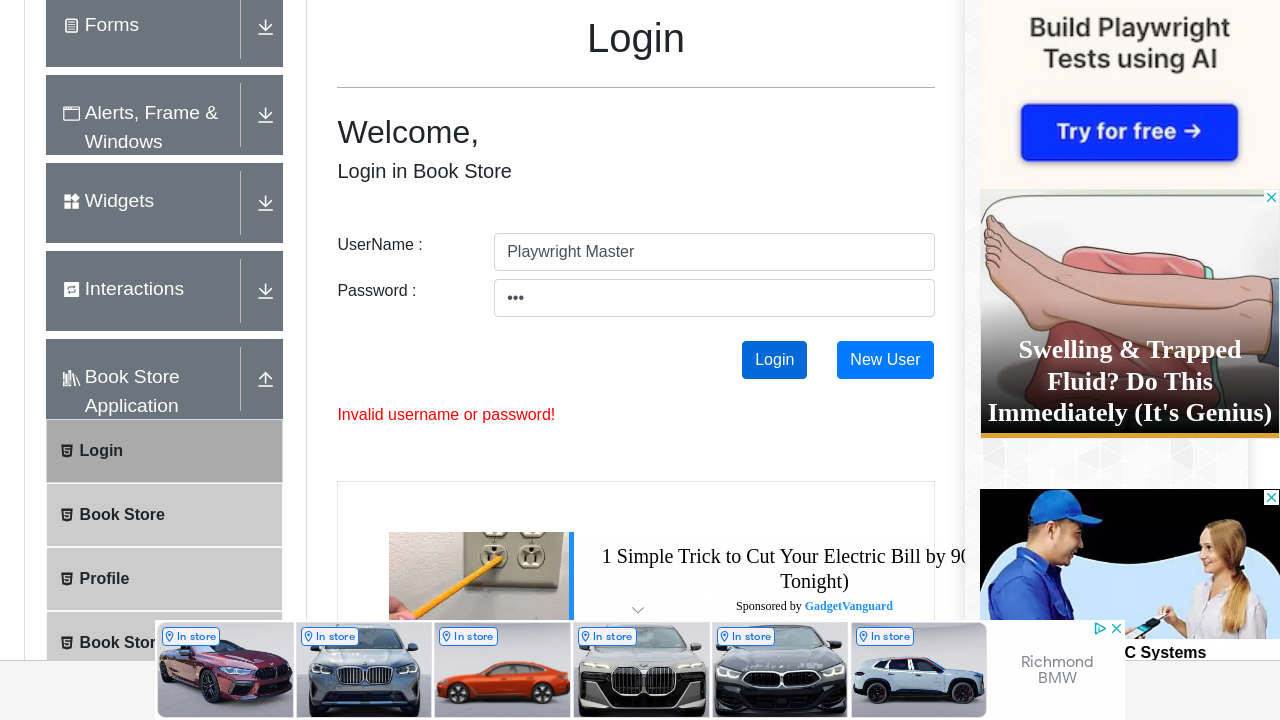 Forms
Alerts, Frame &
Windows
Widgets
Interactions
Book Store
Application
Login
Book Store
Profile
Book Stor
Login
Welcome,
Login in Book Store
UserName :
Playwright Master
Password :
•••
Login
New User
Invalid username or password!
1 Simple Trick to Cut Your Electric Bill by 90
Tonight)
Sponsored by GadgetVanguard
Build Playwright
Tests using AI
Try for free →
Swelling & Trapped
Fluid? Do This
Immediately (It's Genius)
C Systems
In store
In store
In store
In store
In store
In store
Richmond
BMW